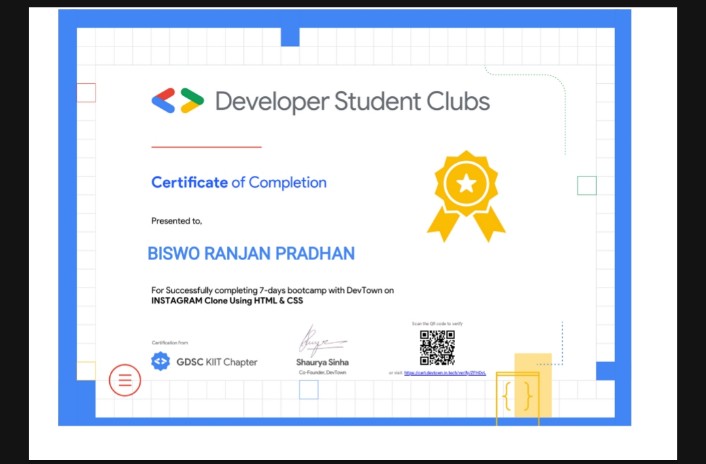 Developer Student Clubs
Certificate of Completion
Presented to,
BISWO RANJAN PRADHAN
For Successfully completing 7-days bootcamp with DevTown on
INSTAGRAM Clone Using HTML & CSS
Scan the QR code to verify
Certification from
GDSC KIIT Chapter
Shaurya Sinha
Co-Founder, DevTown
or visit